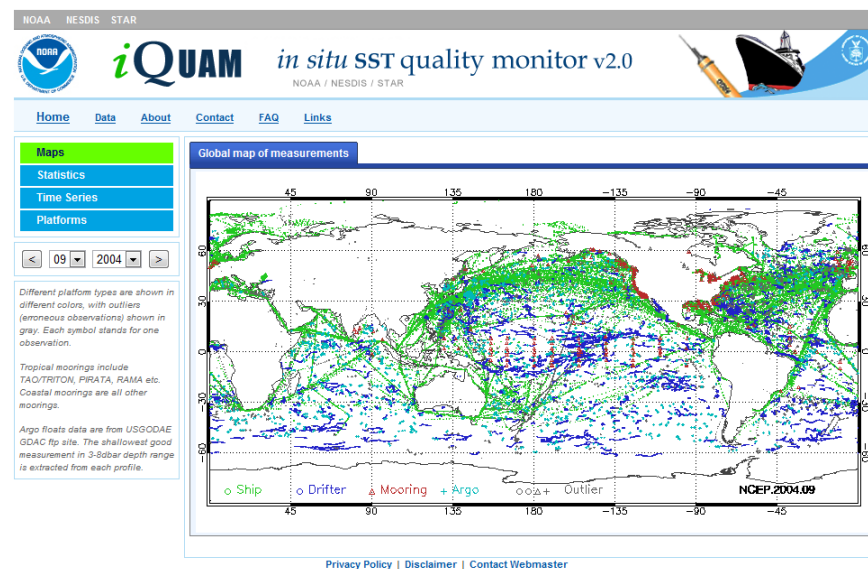 NOAA NESDIS STAR
NOAA
iQUAM
in situ SST quality monitor v2.0
NOAA / NESDIS / STAR
Home Data About Contact FAQ Links
Maps
Statistics
Time Series
Platforms
< 09 2004 >
Different platform types are shown in
different colors, with outliers
(erroneous observations) shown in
gray. Each symbol stands for one
observation.
Tropical moorings include
TAO/TRITON, PIRATA, RAMA etc.
Coastal moorings are all other
moorings.
Argo floats data are from USGODAE
GDAC ftp site. The shallowest good
measurement in 3-8dbar depth range
is extracted from each profile.
Global map of measurements
45 90 135 180 -135 -90 -45
60 60
30 30
0 0
-30 -30
-60 -60
Ship Drifter Mooring + Argo + Outlier NCEP.2004.09
45 90 135 180 -135 -90 -45
Privacy Policy | Disclaimer | Contact Webmaster